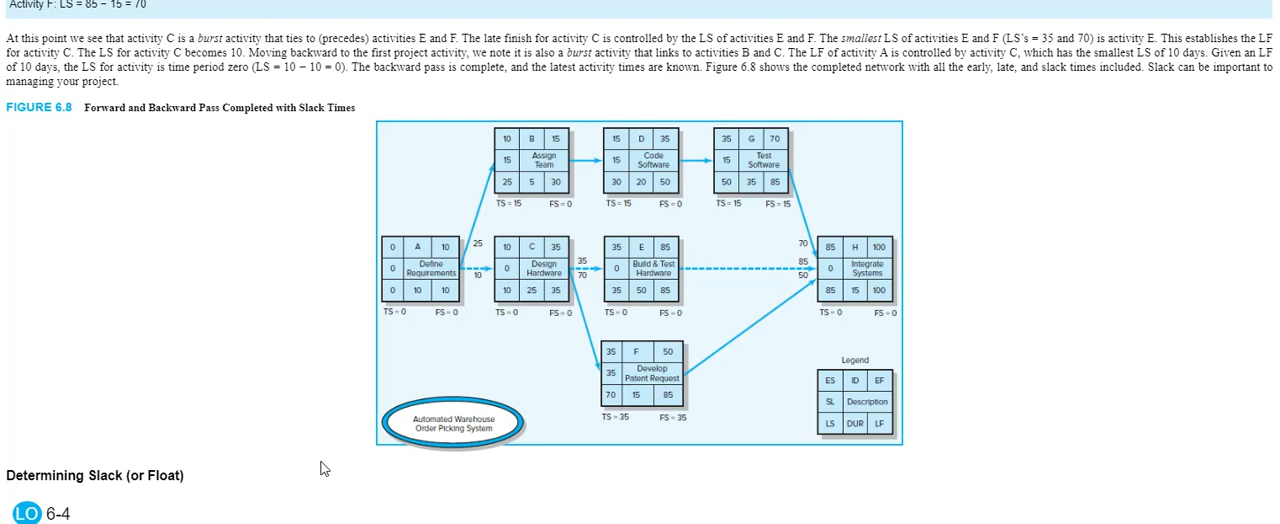 Activity F: LS = 85 − 15 = 70
At this point we see that activity C is a burst activity that ties to (precedes) activities E and F. The late finish for activity C is controlled by the LS of activities E and F. The smallest LS of activities E and F (LS's = 35 and 70) is activity E. This establishes the LF
for activity C. The LS for activity C becomes 10. Moving backward to the first project activity, we note it is also a burst activity that links to activities B and C. The LF of activity A is controlled by activity C, which has the smallest LS of 10 days. Given an LF
of 10 days, the LS for activity is time period zero (LS = 10 − 10 = 0). The backward pass is complete, and the latest activity times are known. Figure 6.8 shows the completed network with all the early, late, and slack times included. Slack can be important to
managing your project.
FIGURE 6.8 Forward and Backward Pass Completed with Slack Times
10 B 15
15 Assign
Team
25 5 30
TS = 15 FS = 0
15 D 35
15 Code
Software
30 20 50
TS = 15 FS = 0
35 G 70
15 Test
Software
50 35 85
TS = 15 FS = 15
0 A 10
0 Define
Requirements
0 10 10
TS = 0 FS = 0
25
10
10 C 35
0 Design
Hardware
10 25 35
TS = 0 FS = 0
35
70
35 E 85
0 Build & Test
Hardware
35 50 85
TS = 0 FS = 0
70
85
50
85 H 100
0 Integrate
Systems
85 15 100
TS = 0 FS = 0
35 F 50
35 Develop
Patent Request
70 15 85
TS = 35 FS = 35
Legend
ES ID EF
SL Description
LS DUR LF
Automated Warehouse
Order Picking System
Determining Slack (or Float)
LO 6-4